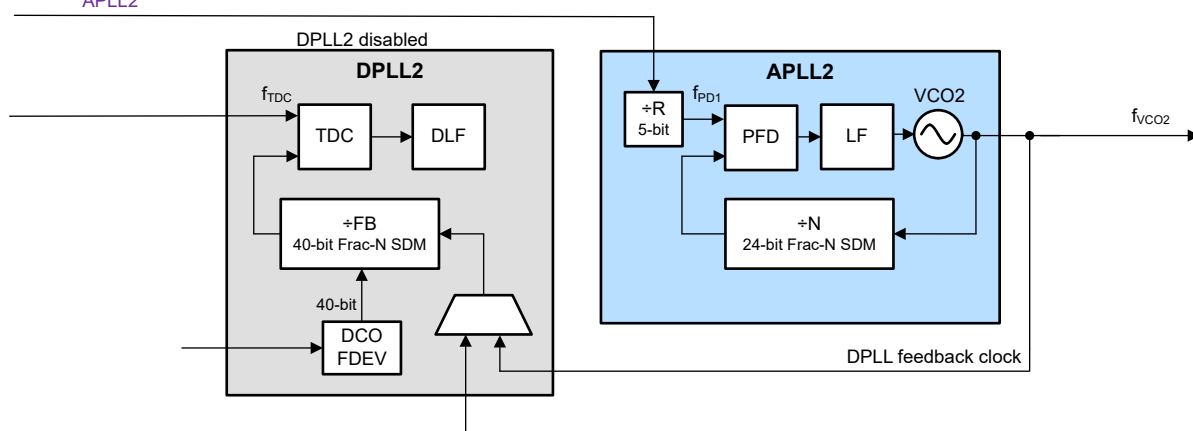 APLL2
DPLL2 disabled
DPLL2
APLL2
fTDC
TDC
DLF
÷R
5-bit
fPD1
PFD
LF
VCO2
fVCO2
÷FB
40-bit Frac-N SDM
÷N
24-bit Frac-N SDM
40-bit
DCO
FDEV
DPLL feedback clock